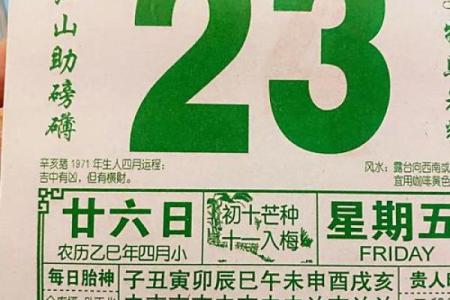 山助磅礴
23
辛亥猪1971年生人四月运程:
吉中有凶，但有横财。
风水:露台向西南或
宜用咖啡黄色
廿六日
农历乙巳年四月小
初十芒种
十一入梅
星期五
FRIDAY
每日胎神
子丑寅卯辰巳午未申酉戌亥
贵人